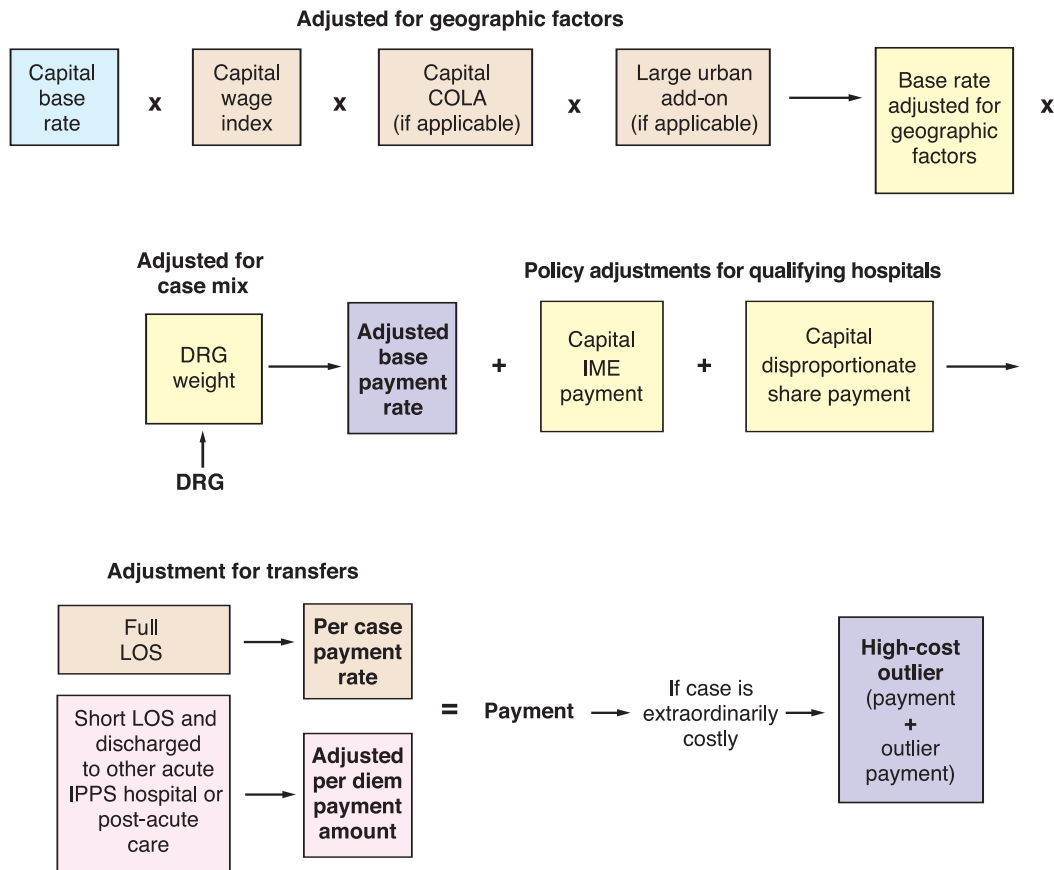 Adjusted for geographic factors
Capital
base
rate
x
Capital
wage
index
x
Capital
COLA
(if applicable)
x
Large urban
add-on
(if applicable)
Base rate
adjusted for
geographic
factors
x
Adjusted for
case mix
DRG
weight
DRG
Adjusted
base
payment
rate
Policy adjustments for qualifying hospitals
+
Capital
IME
payment
+
Capital
disproportionate
share payment
Adjustment for transfers
Full
LOS
Per case
payment
rate
Short LOS and
discharged
to other acute
IPPS hospital or
post-acute
care
Adjusted
per diem
payment
amount
=
Payment
If case is
extraordinarily
costly
High-cost
outlier
(payment
+
outlier
payment)